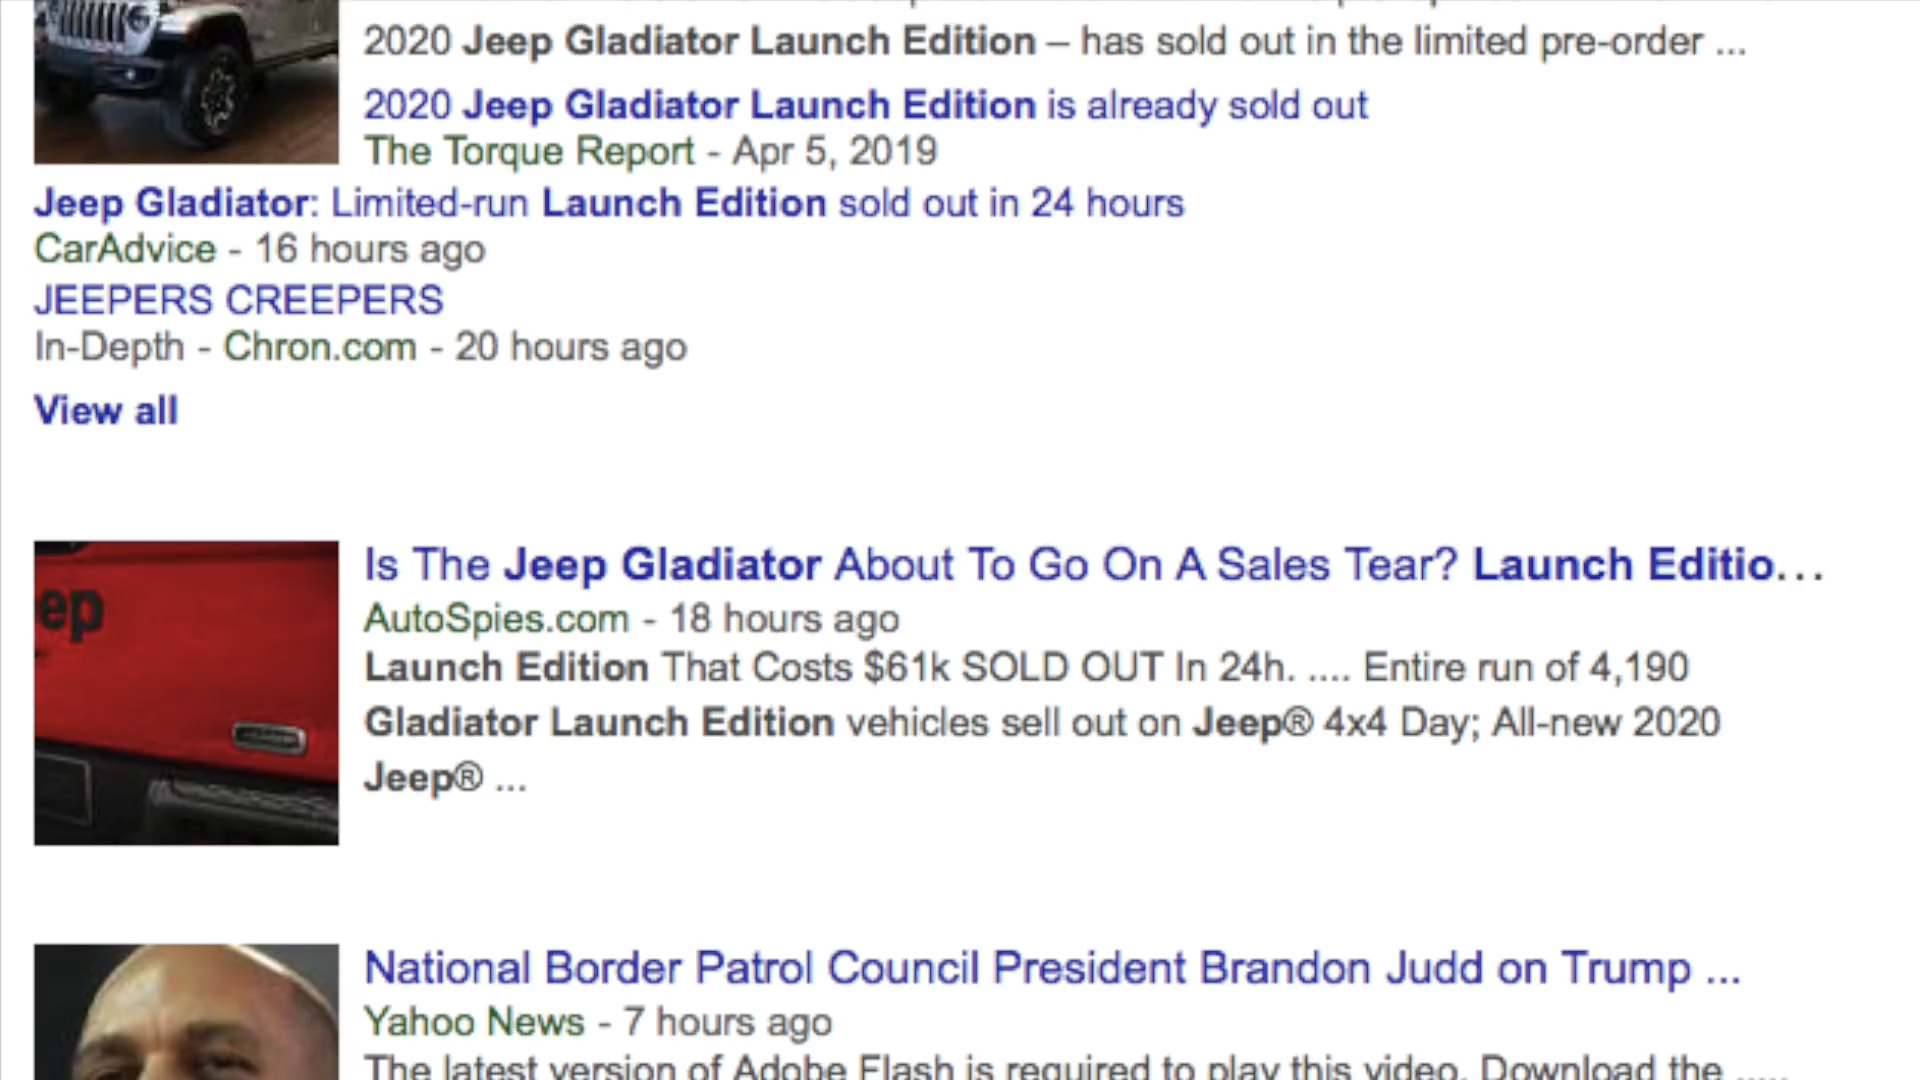 2020 Jeep Gladiator Launch Edition – has sold out in the limited pre-order ...
2020 Jeep Gladiator Launch Edition is already sold out
The Torque Report - Apr 5, 2019
Jeep Gladiator: Limited-run Launch Edition sold out in 24 hours
CarAdvice - 16 hours ago
JEEPERS CREEPERS
In-Depth - Chron.com - 20 hours ago
View all
ep
Is The Jeep Gladiator About To Go On A Sales Tear? Launch Editio...
AutoSpies.com - 18 hours ago
Launch Edition That Costs $61k SOLD OUT In 24h. .... Entire run of 4,190
Gladiator Launch Edition vehicles sell out on Jeep® 4x4 Day; All-new 2020
Jeep® ...
National Border Patrol Council President Brandon Judd on Trump ...
Yahoo News - 7 hours ago
The latest version of Adobe Flash is required to play this video. Download the .....